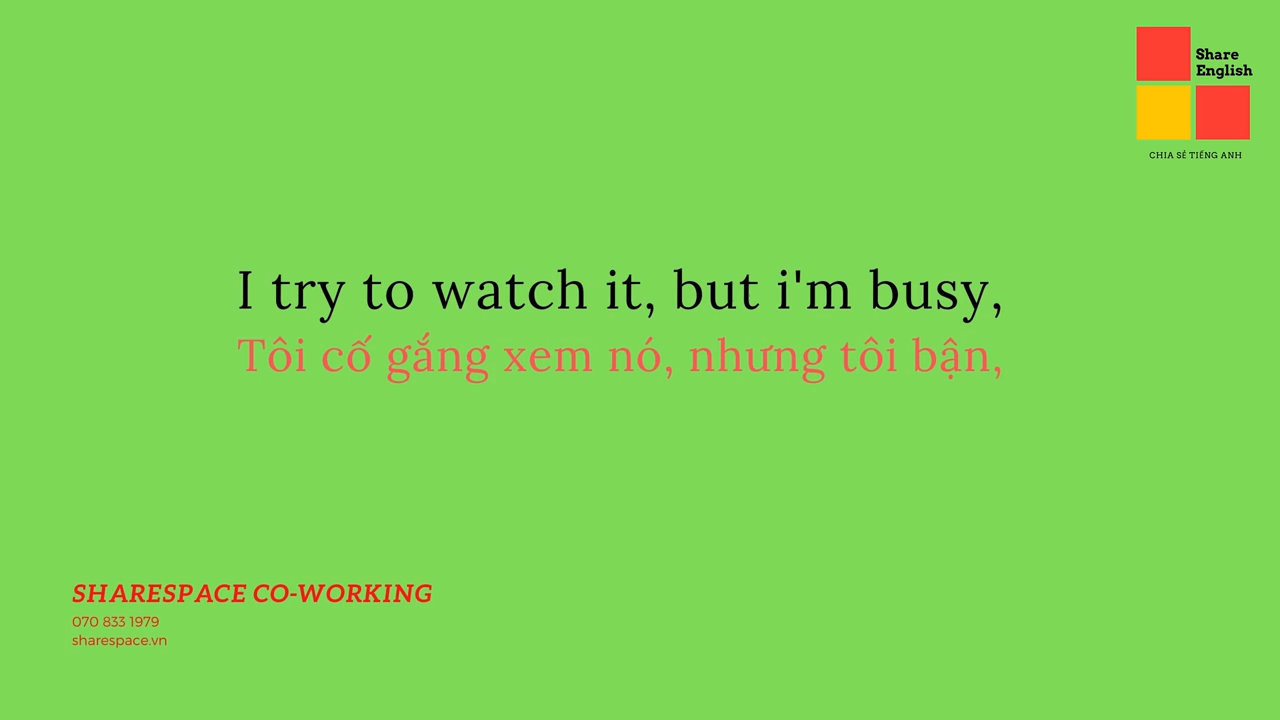 Share
English
CHIA SẺ TIẾNG ANH
I try to watch it, but i'm busy,
Tôi cố gắng xem nó, nhưng tôi bận,
SHARESPACE CO-WORKING
070 833 1979
sharespace.vn